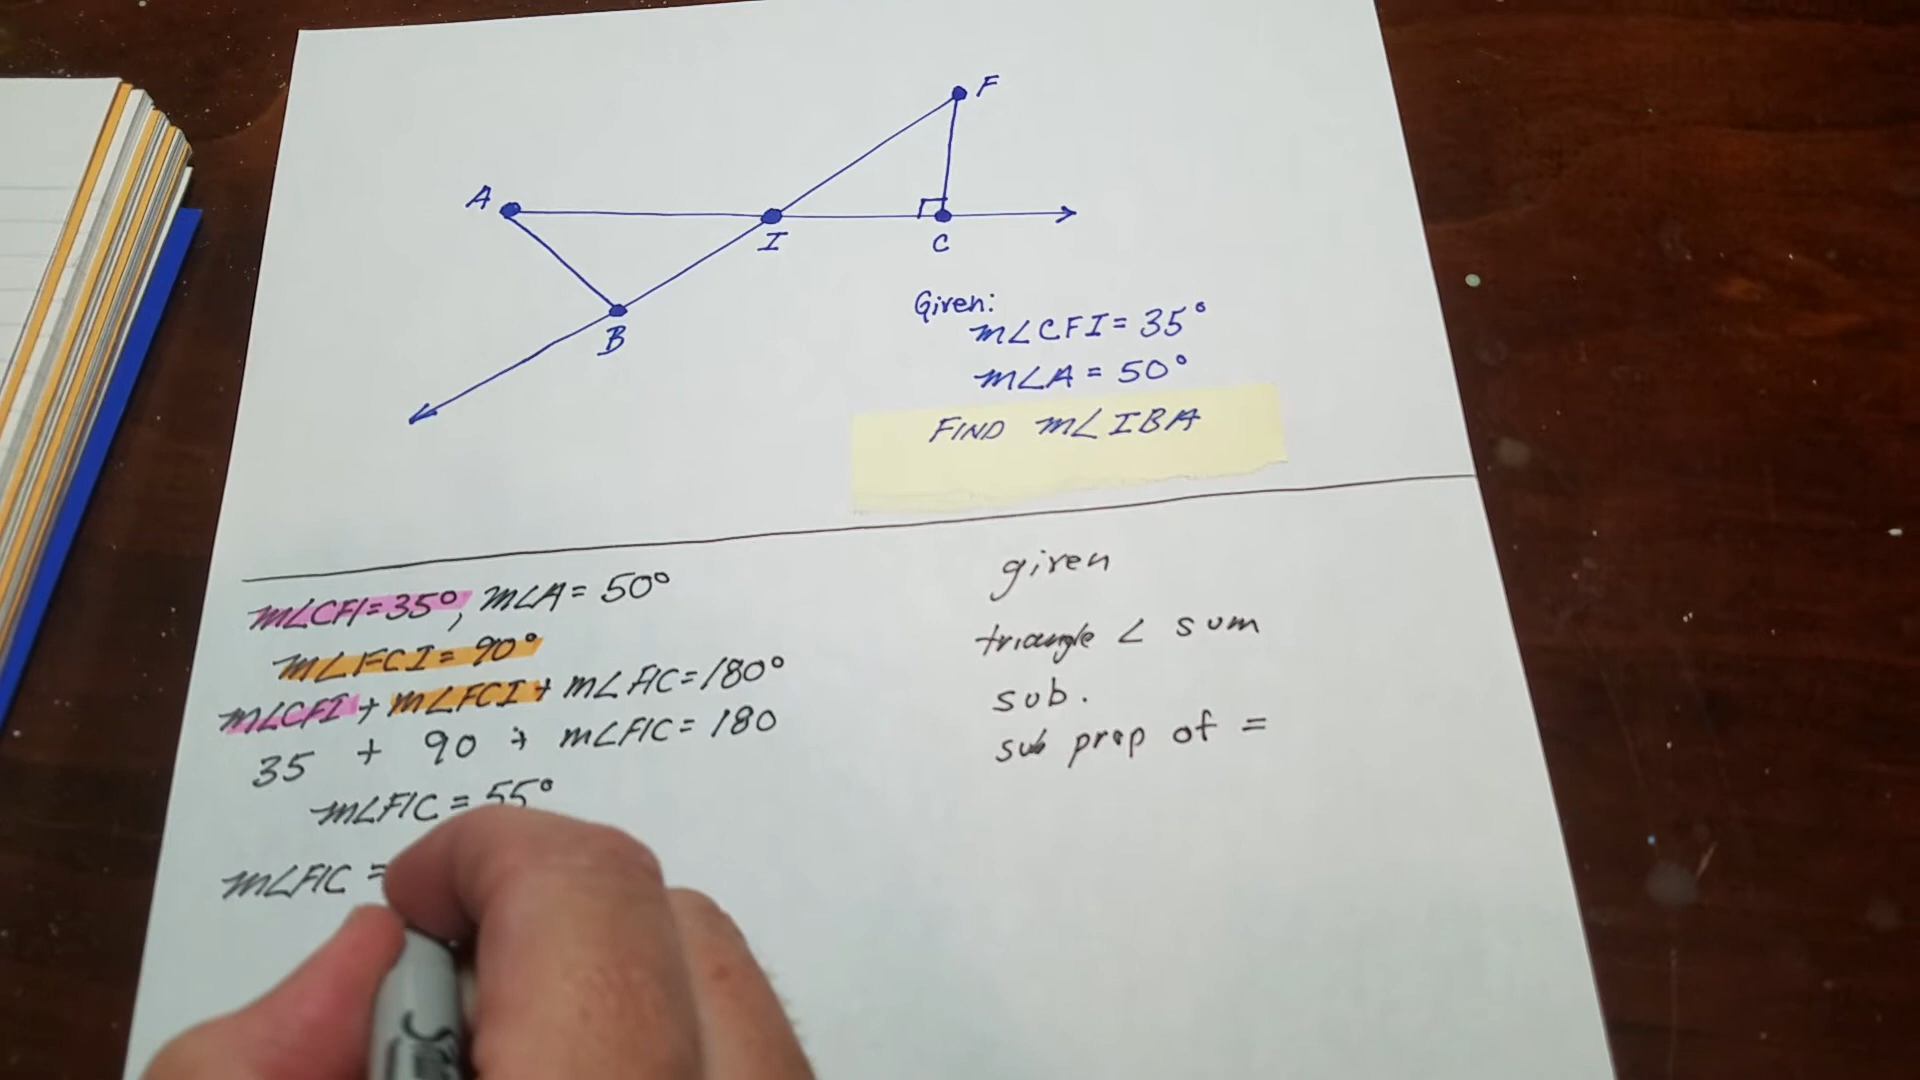 F
A
I
C
B
Given:
m∠CFI = 35°
m∠A = 50°
FIND m∠IBA
m∠CFI = 35°, m∠A = 50°
given
m∠FCI = 90°
m∠CFI + m∠FCI + m∠FIC = 180°
triangle ∠ sum
35 + 90 + m∠FIC = 180
sub.
m∠FIC = 55°
sub prop of =
m∠FIC =